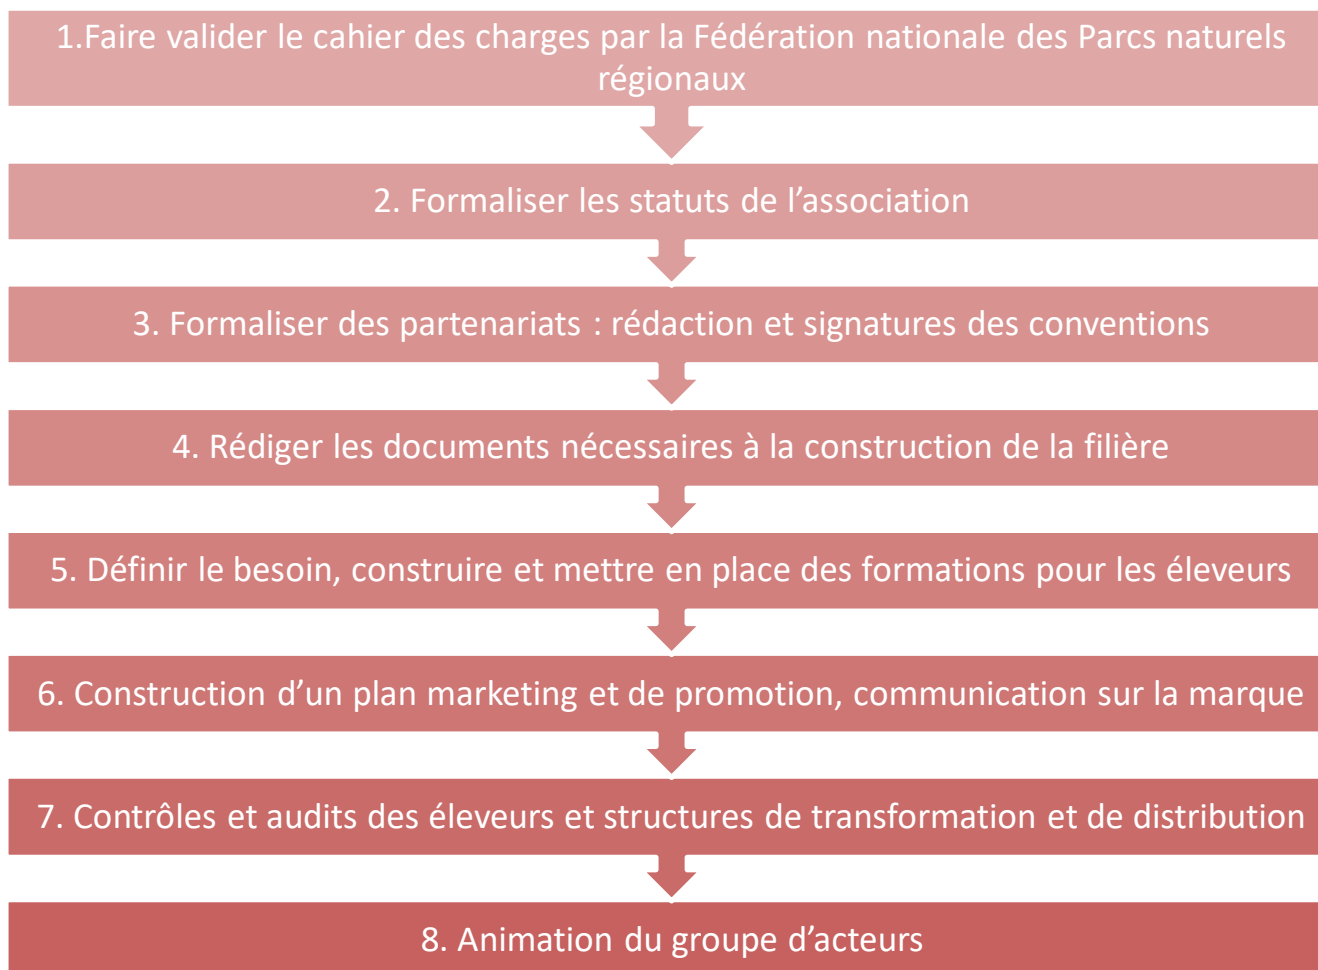 1.Faire valider le cahier des charges par la Fédération nationale des Parcs naturels
régionaux
2. Formaliser les statuts de l’association
3. Formaliser des partenariats : rédaction et signatures des conventions
4. Rédiger les documents nécessaires à la construction de la filière
5. Définir le besoin, construire et mettre en place des formations pour les éleveurs
6. Construction d’un plan marketing et de promotion, communication sur la marque
7. Contrôles et audits des éleveurs et structures de transformation et de distribution
8. Animation du groupe d’acteurs